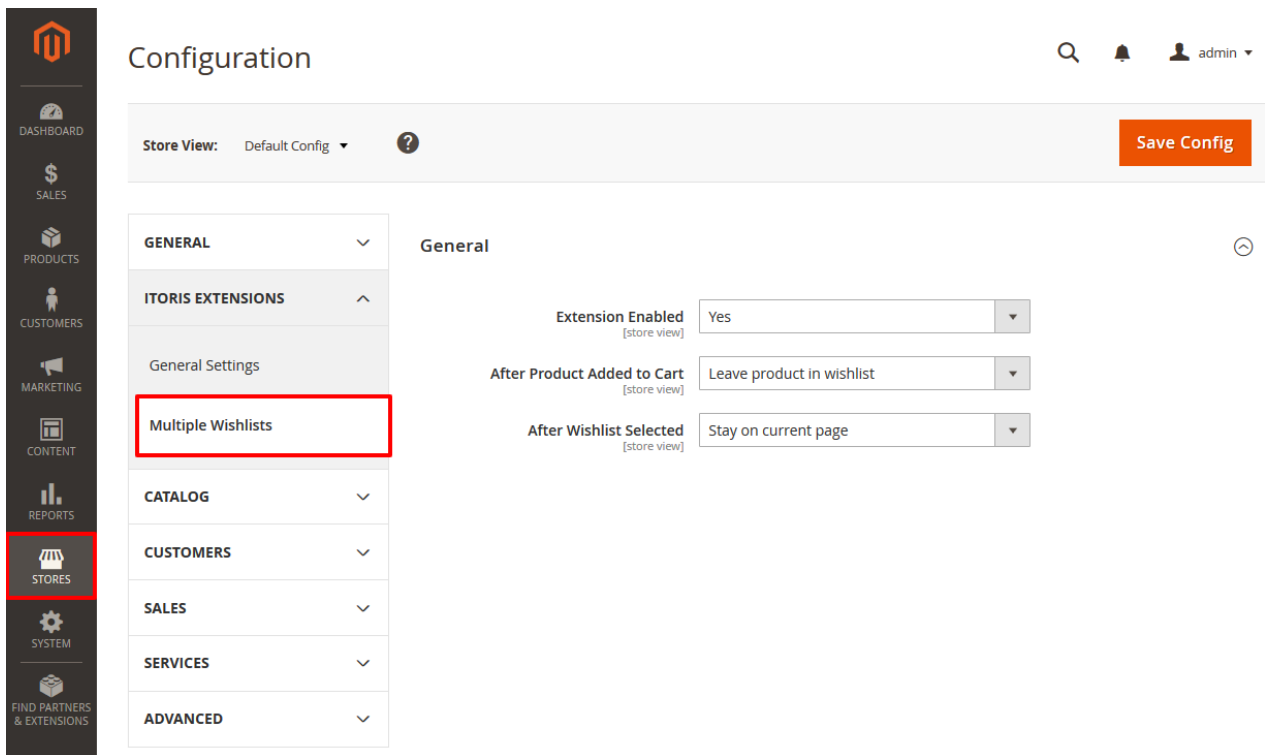 Configuration
admin
DASHBOARD
SALES
PRODUCTS
CUSTOMERS
MARKETING
CONTENT
REPORTS
STORES
SYSTEM
FIND PARTNERS
& EXTENSIONS
Store View: Default Config
Save Config
GENERAL
ITORIS EXTENSIONS
General Settings
Multiple Wishlists
CATALOG
CUSTOMERS
SALES
SERVICES
ADVANCED
General
Extension Enabled Yes
[store view]
After Product Added to Cart Leave product in wishlist
[store view]
After Wishlist Selected Stay on current page
[store view]